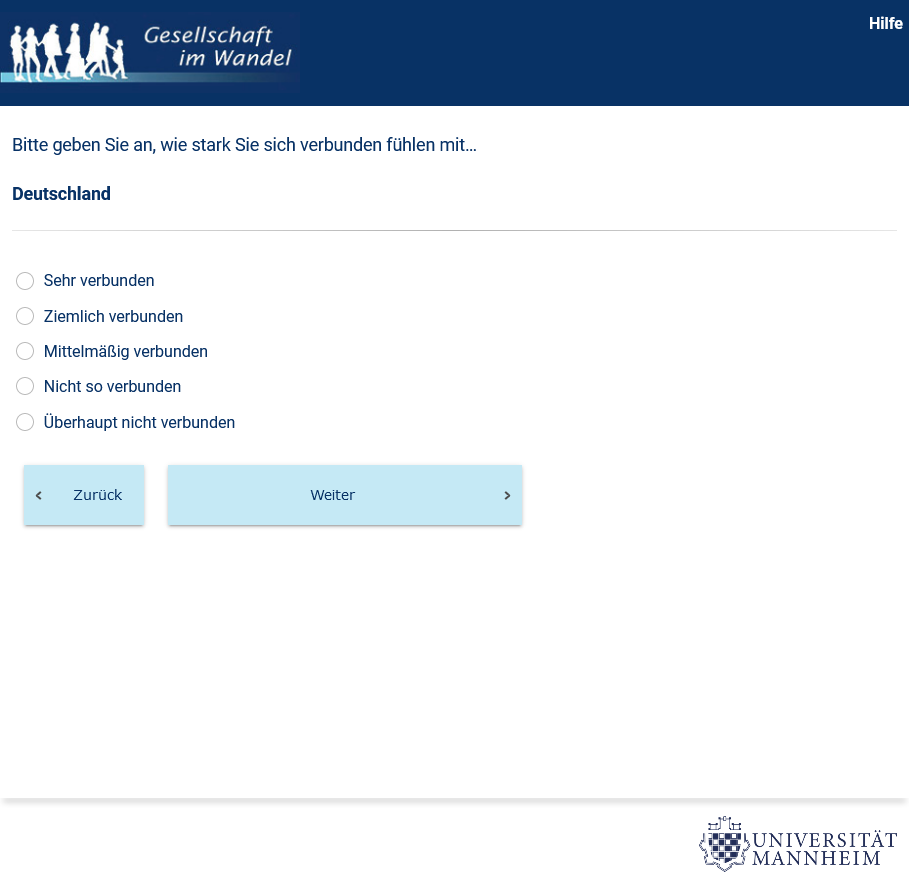 Gesellschaft
im Wandel
Hilfe
Bitte geben Sie an, wie stark Sie sich verbunden fühlen mit...
Deutschland
Sehr verbunden
Ziemlich verbunden
Mittelmäßig verbunden
Nicht so verbunden
Überhaupt nicht verbunden
Zurück
Weiter
UNIVERSITÄT
MANNHEIM